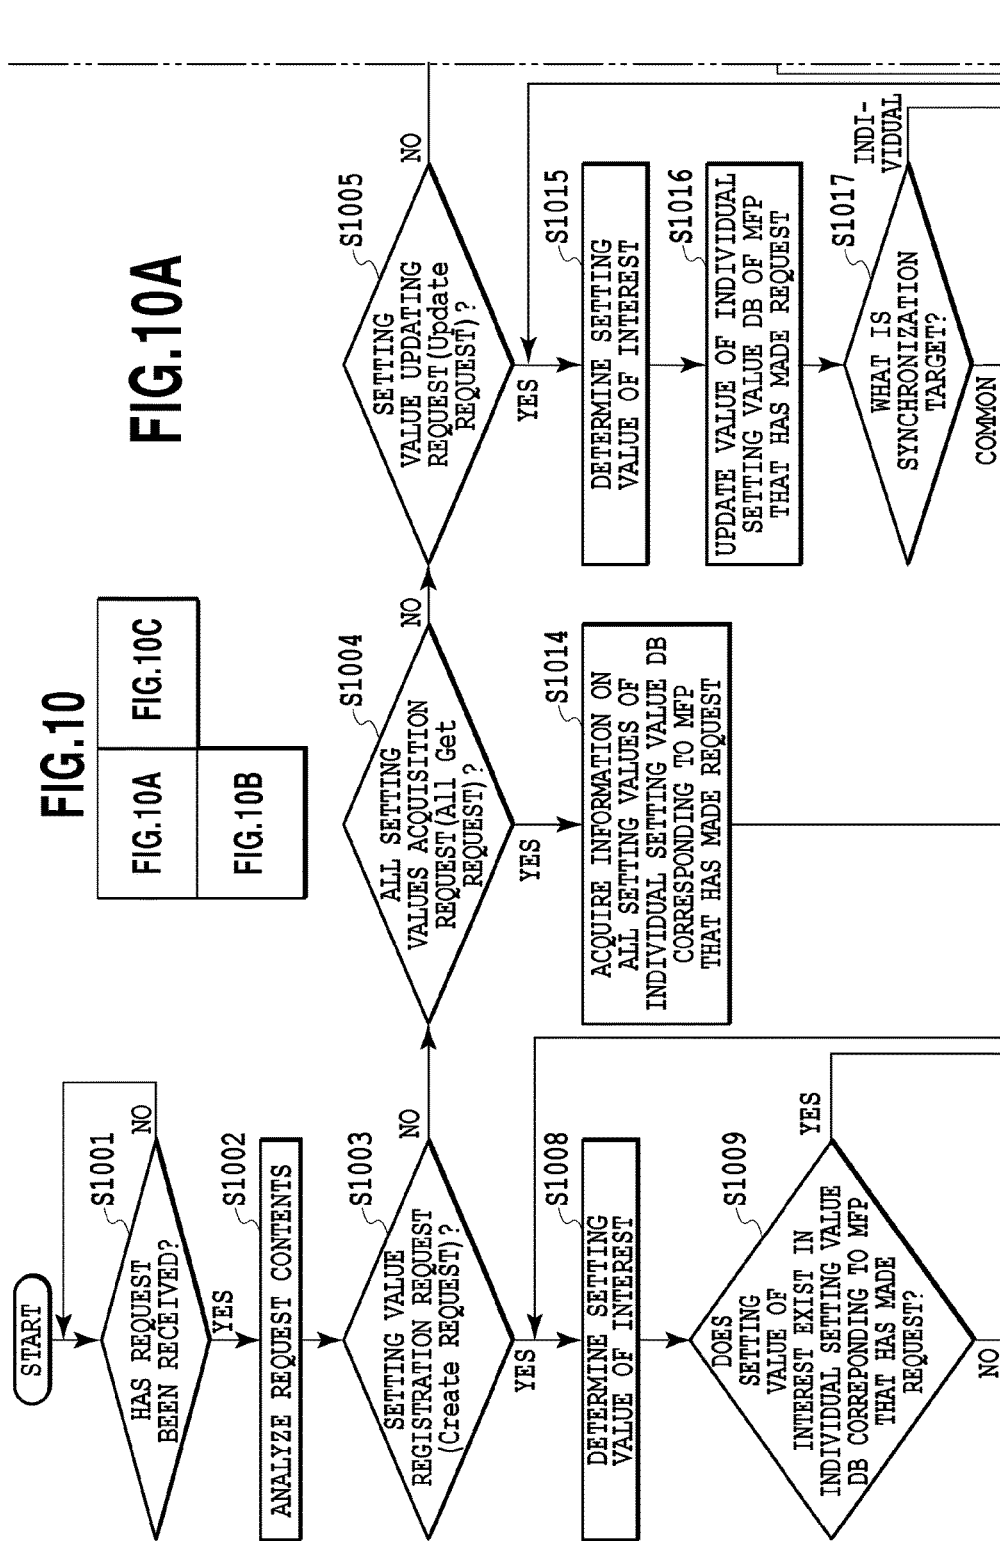 FIG.10
FIG.10A
FIG.10C
FIG.10B
FIG.10A
START
S1001
HAS REQUEST
BEEN RECEIVED?
NO
YES
S1002
ANALYZE REQUEST CONTENTS
S1003
SETTING VALUE
REGISTRATION REQUEST
(Create REQUEST)?
NO
YES
S1008
DETERMINE SETTING
VALUE OF INTEREST
S1009
DOES
SETTING
VALUE OF
INTEREST EXIST IN
INDIVIDUAL SETTING VALUE
DB CORREPONDING TO MFP
THAT HAS MADE
REQUEST?
YES
NO
S1004
ALL SETTING
VALUES ACQUISITION
REQUEST(All Get
REQUEST)?
NO
YES
S1014
ACQUIRE INFORMATION ON
ALL SETTING VALUES OF
INDIVIDUAL SETTING VALUE DB
CORRESPONDING TO MFP
THAT HAS MADE REQUEST
S1005
SETTING
VALUE UPDATING
REQUEST(Update
REQUEST)?
NO
YES
S1015
DETERMINE SETTING
VALUE OF INTEREST
S1016
UPDATE VALUE OF INDIVIDUAL
SETTING VALUE DB OF MFP
THAT HAS MADE REQUEST
S1017
WHAT IS
SYNCHRONIZATION
TARGET?
INDI-
VIDUAL
COMMON